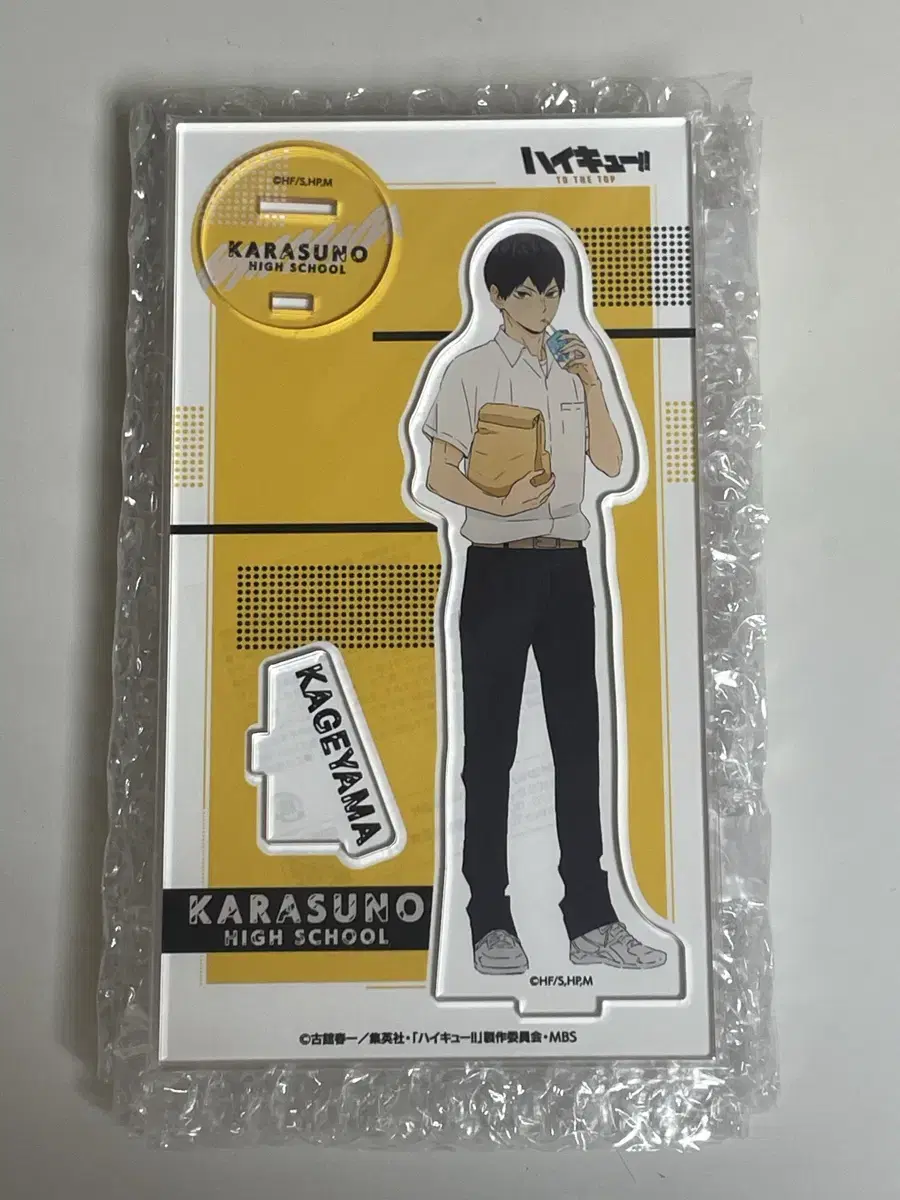 ©HF/S,HP,M
KARASUNO
HIGH SCHOOL
ハイキュー!!
TO THE TOP
KAGEYAMA
KARASUNO
HIGH SCHOOL
©HF/S,HP,M
©古舘春一／集英社・「ハイキュー!!」製作委員会・MBS